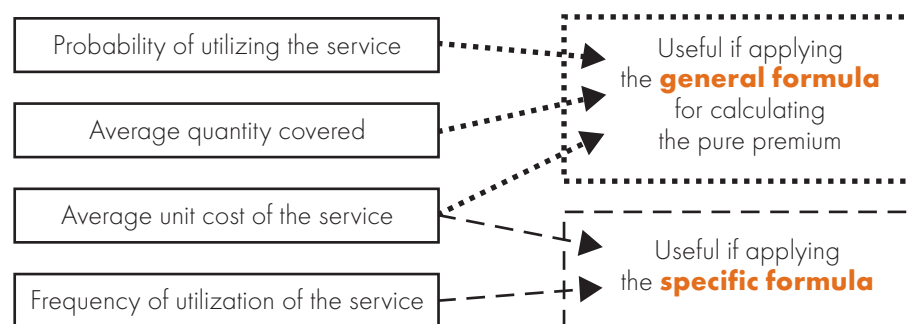 Probability of utilizing the service
Average quantity covered
Average unit cost of the service
Frequency of utilization of the service
Useful if applying
the general formula
for calculating
the pure premium
Useful if applying
the specific formula